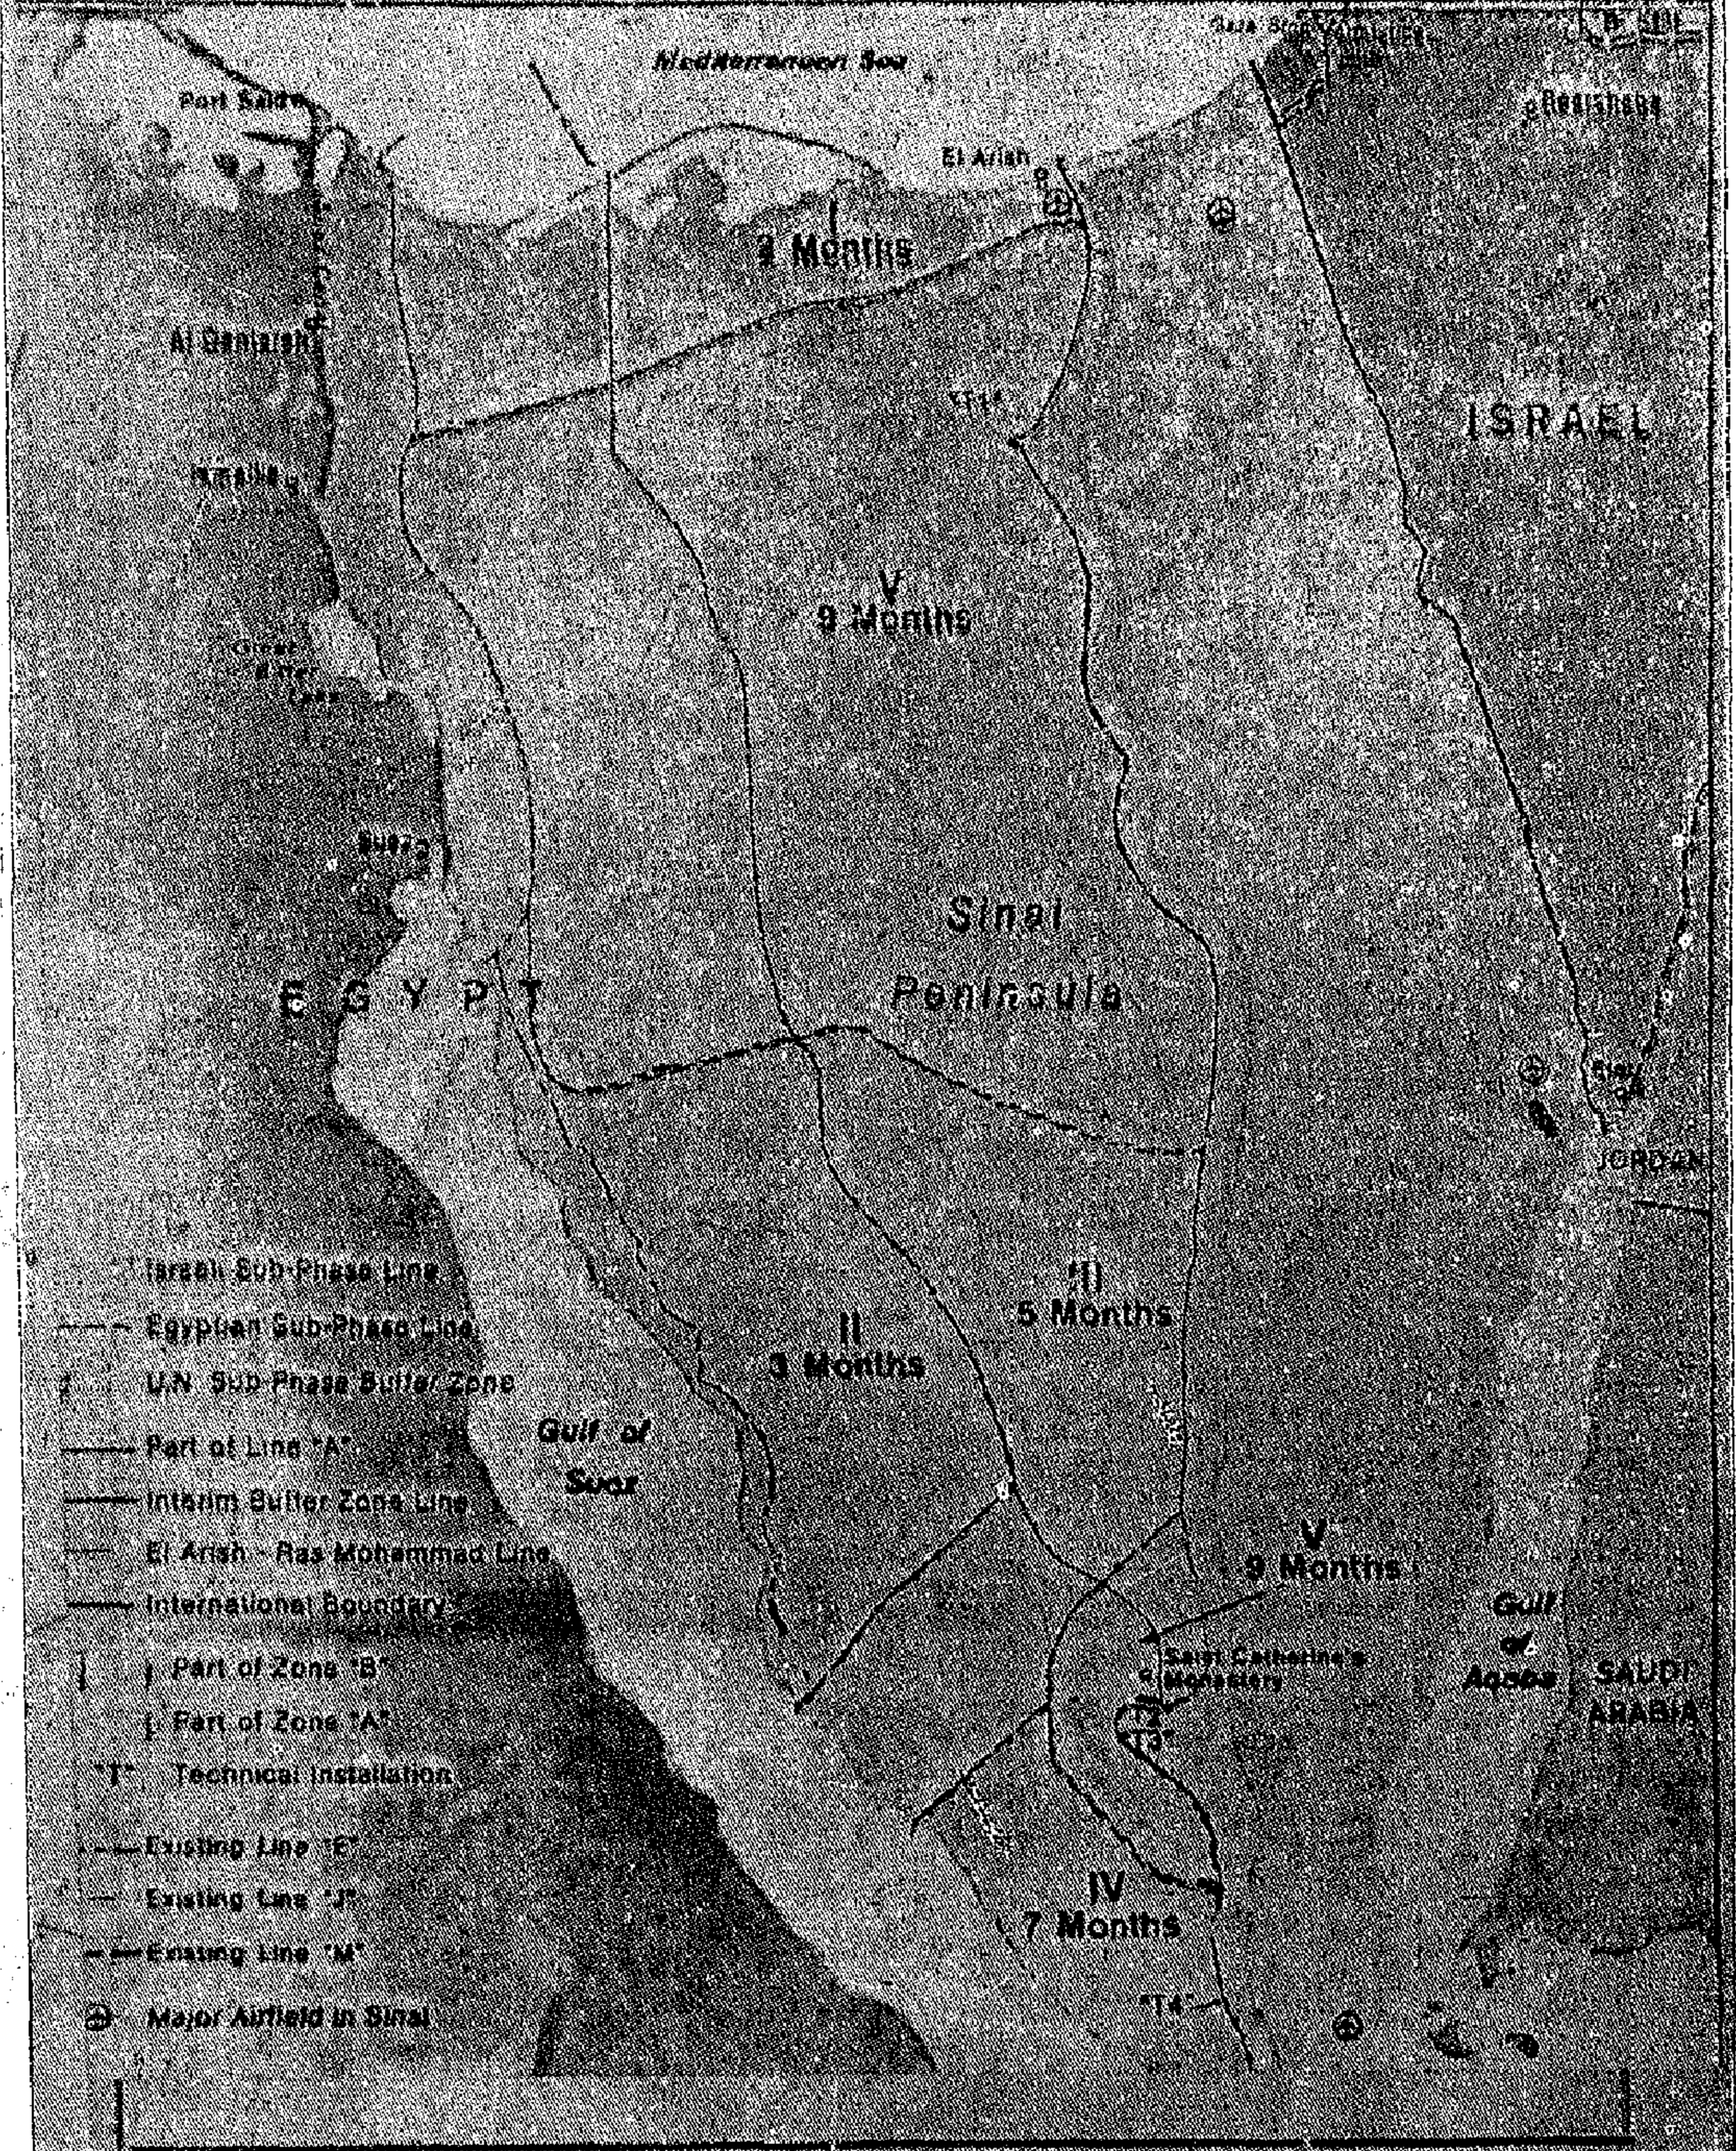 Mediterranean Sea
Port Said
Beersheba
El Arish
I
2 Months
Al Qantarah
ISRAEL
Ismailia
V
9 Months
Great
Bitter
Lake
Suez
Sinai
Peninsula
EGYPT
Elat
JORDAN
III
5 Months
II
3 Months
Gulf of
Suez
V
9 Months
Gulf
of
Aqaba
SAUDI
ARABIA
Saint Catherine's
Monastery
IV
7 Months
"T4"
Israeli Sub-Phase Line
Egyptian Sub-Phase Line
U.N. Sub-Phase Buffer Zone
Part of Line "A"
Interim Buffer Zone Line
El Arish - Ras Mohammad Line
International Boundary
Part of Zone "B"
Part of Zone "A"
"T" Technical Installation
Existing Line "E"
Existing Line "J"
Existing Line "M"
Major Airfield in Sinai